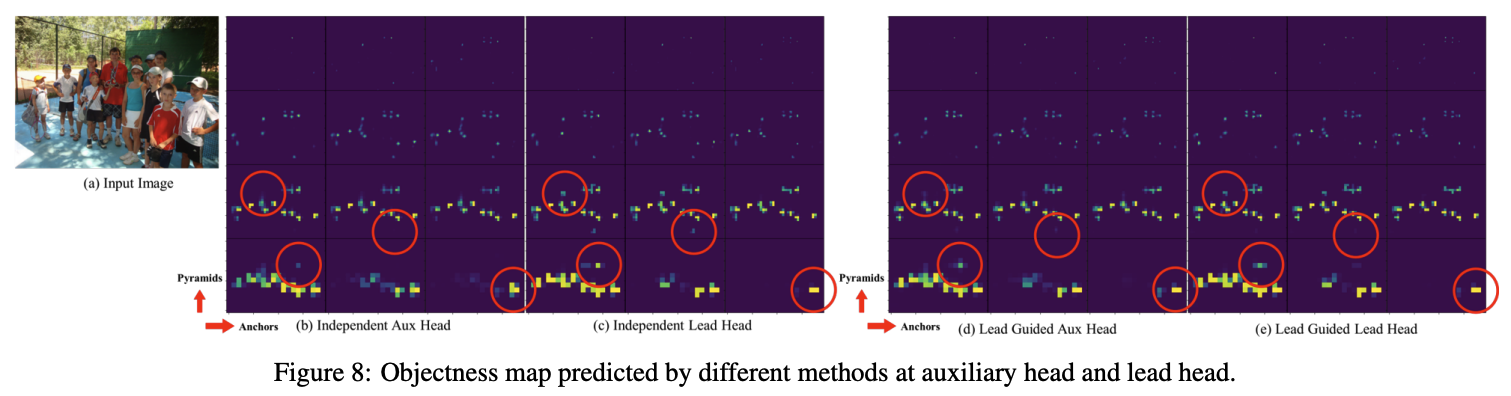 (a) Input Image
Pyramids
Anchors
(b) Independent Aux Head
(c) Independent Lead Head
Pyramids
Anchors
(d) Lead Guided Aux Head
(e) Lead Guided Lead Head
Figure 8: Objectness map predicted by different methods at auxiliary head and lead head.